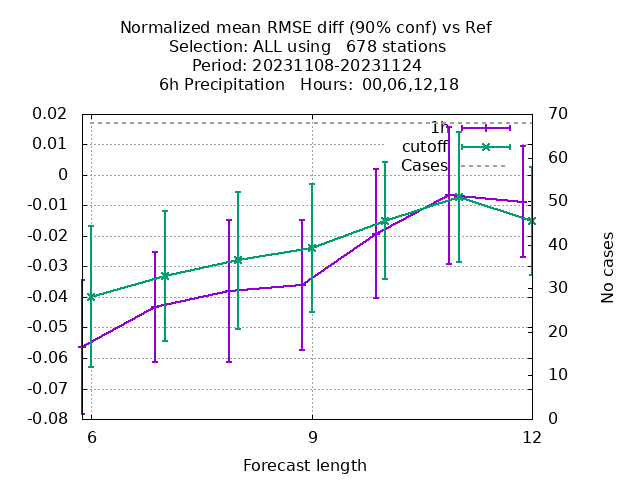 Normalized mean RMSE diff (90% conf) vs Ref
Selection: ALL using   678 stations
Period: 20231108-20231124
6h Precipitation   Hours:  00,06,12,18
0.02
0.01
0
-0.01
-0.02
-0.03
-0.04
-0.05
-0.06
-0.07
-0.08
1h
cutoff
Cases
70
60
50
40
30
20
10
0
No cases
6
9
12
Forecast length